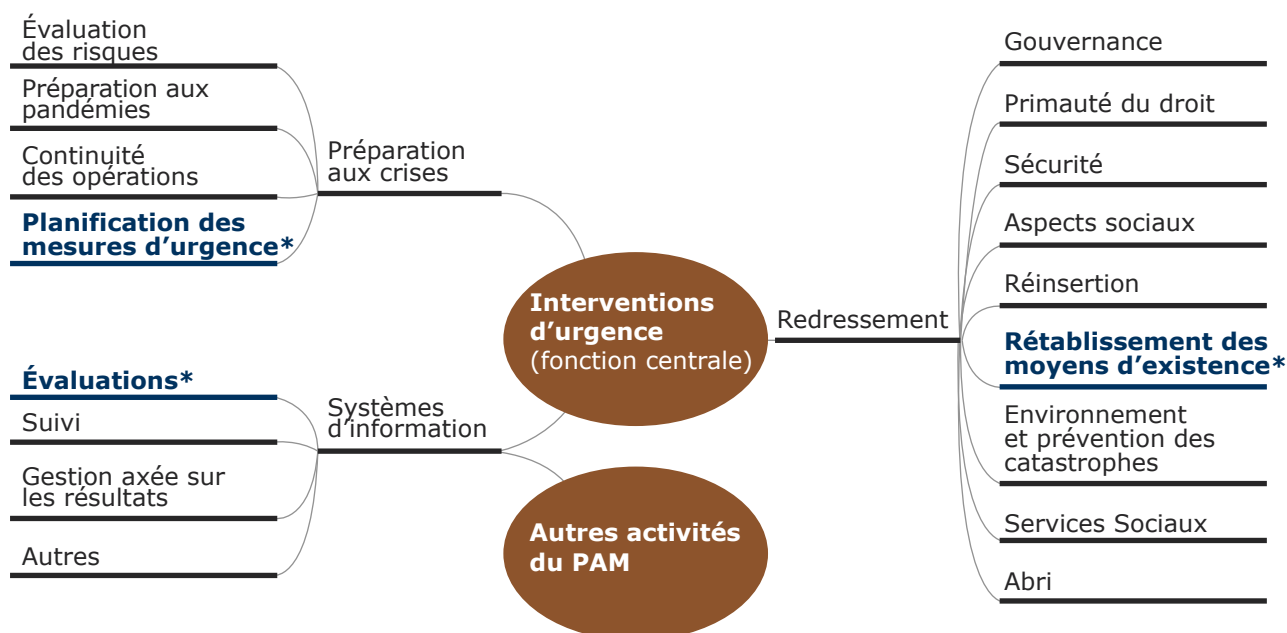 Évaluation
des risques
Préparation aux
pandémies
Continuité
des opérations
Planification des
mesures d’urgence*
Préparation
aux crises
Évaluations*
Suivi
Gestion axée sur
les résultats
Autres
Systèmes
d’information
Interventions
d’urgence
(fonction centrale)
Autres activités
du PAM
Redressement
Gouvernance
Primauté du droit
Sécurité
Aspects sociaux
Réinsertion
Rétablissement des
moyens d’existence*
Environnement
et prévention des
catastrophes
Services Sociaux
Abri